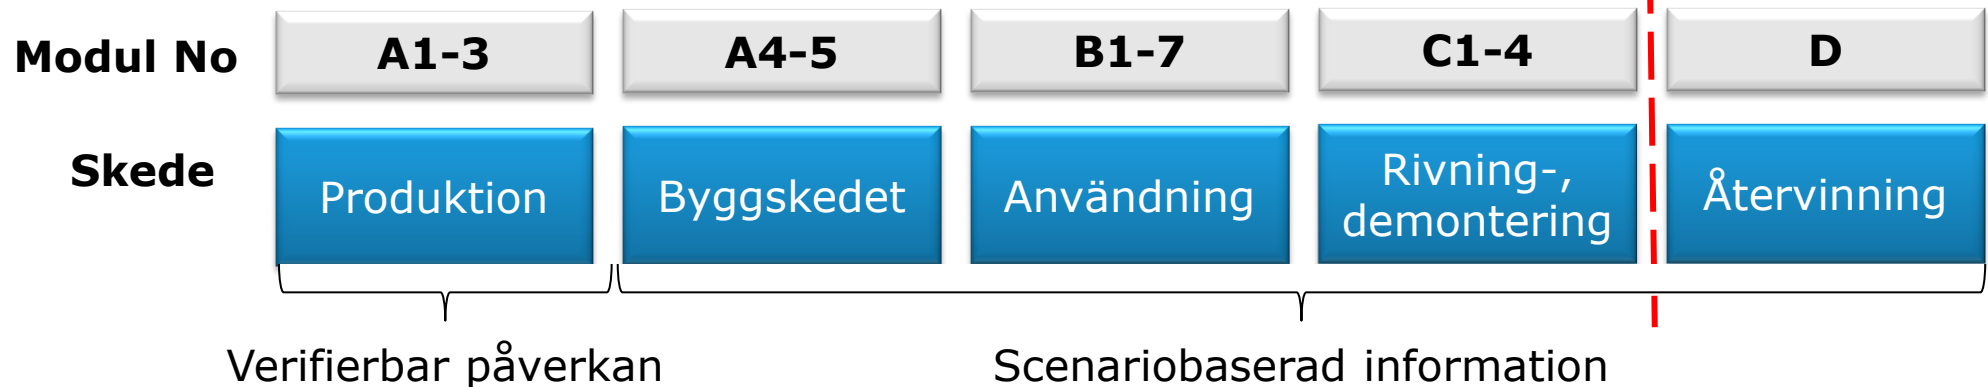 Modul No
A1-3
A4-5
B1-7
C1-4
D
Skede
Produktion
Byggskedet
Användning
Rivning-,
demontering
Återvinning
Verifierbar påverkan
Scenariobaserad information